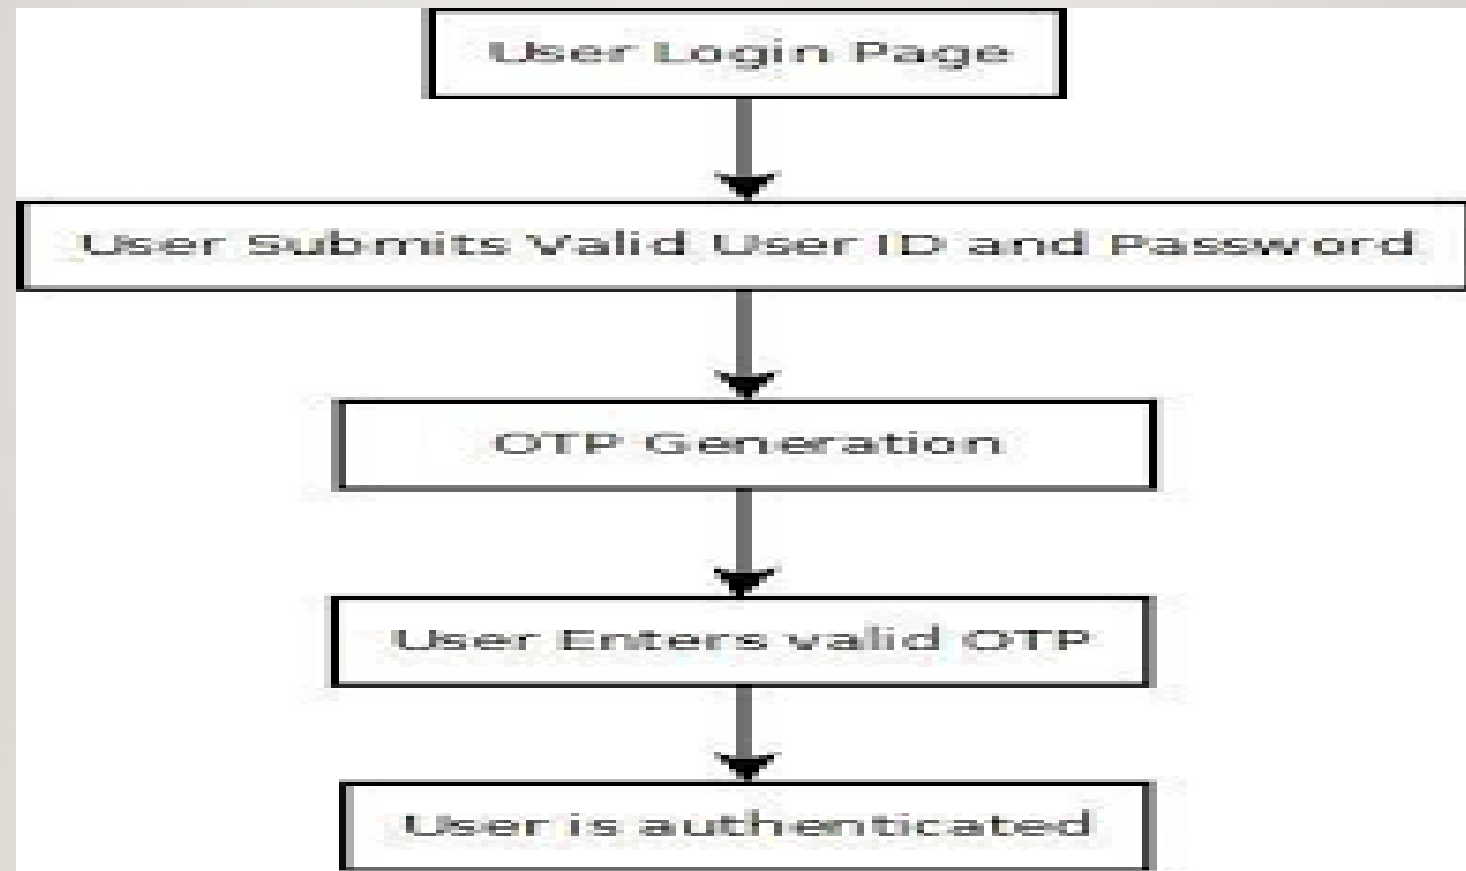 User Login Page
User Submits Valid User ID and Password
OTP Generation
User Enters valid OTP
User is authenticated